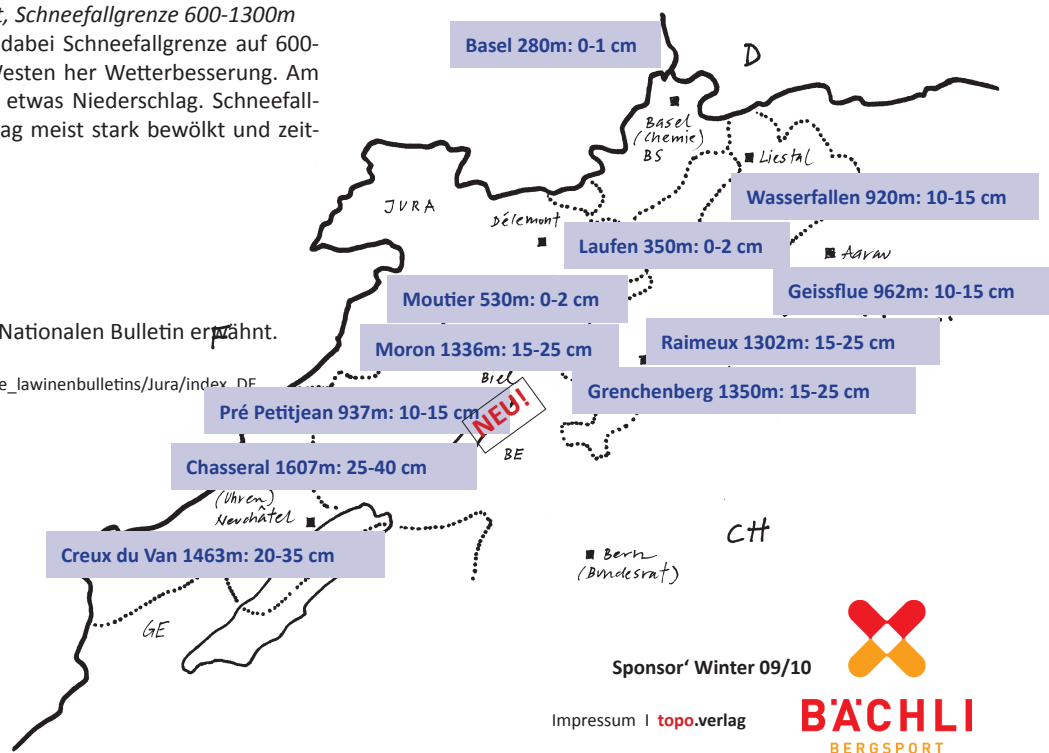 t, Schneefallgrenze 600-1300m
dabei Schneefallgrenze auf 600-
Westen her Wetterbesserung. Am
etwas Niederschlag. Schneefall-
ag meist stark bewölkt und zeit-
Basel 280m: 0-1 cm
D
Basel
(Chemie)
BS
Liestal
Wasserfallen 920m: 10-15 cm
JURA
Délemont
Laufen 350m: 0-2 cm
Aarau
Moutier 530m: 0-2 cm
Geissflue 962m: 10-15 cm
Nationalen Bulletin erwähnt.
F
Moron 1336m: 15-25 cm
Raimeux 1302m: 15-25 cm
e_lawinenbulletins/Jura/index_DE
Biel
Grenchenberg 1350m: 15-25 cm
Pré Petitjean 937m: 10-15 cm
NEU!
BE
Chasseral 1607m: 25-40 cm
(Uhren)
Neuchâtel
CH
Creux du Van 1463m: 20-35 cm
Bern
(Bundesrat)
GE
Sponsor‘ Winter 09/10
Impressum I topo.verlag
BÄCHLI
BERGSPORT